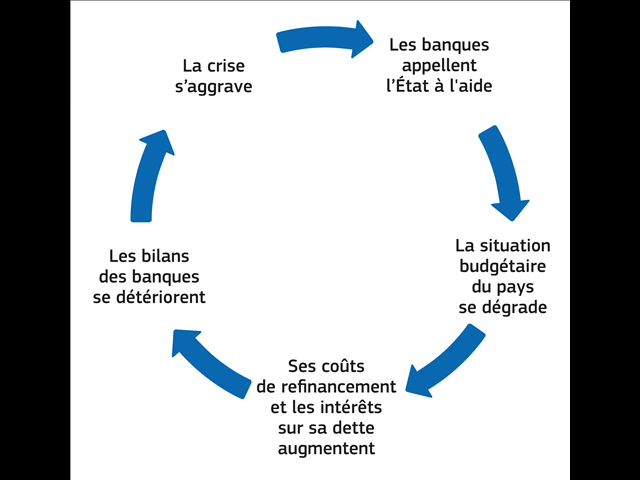 La crise
s’aggrave
Les banques
appellent
l’État à l'aide
La situation
budgétaire
du pays
se dégrade
Ses coûts
de refinancement
et les intérêts
sur sa dette
augmentent
Les bilans
des banques
se détériorent